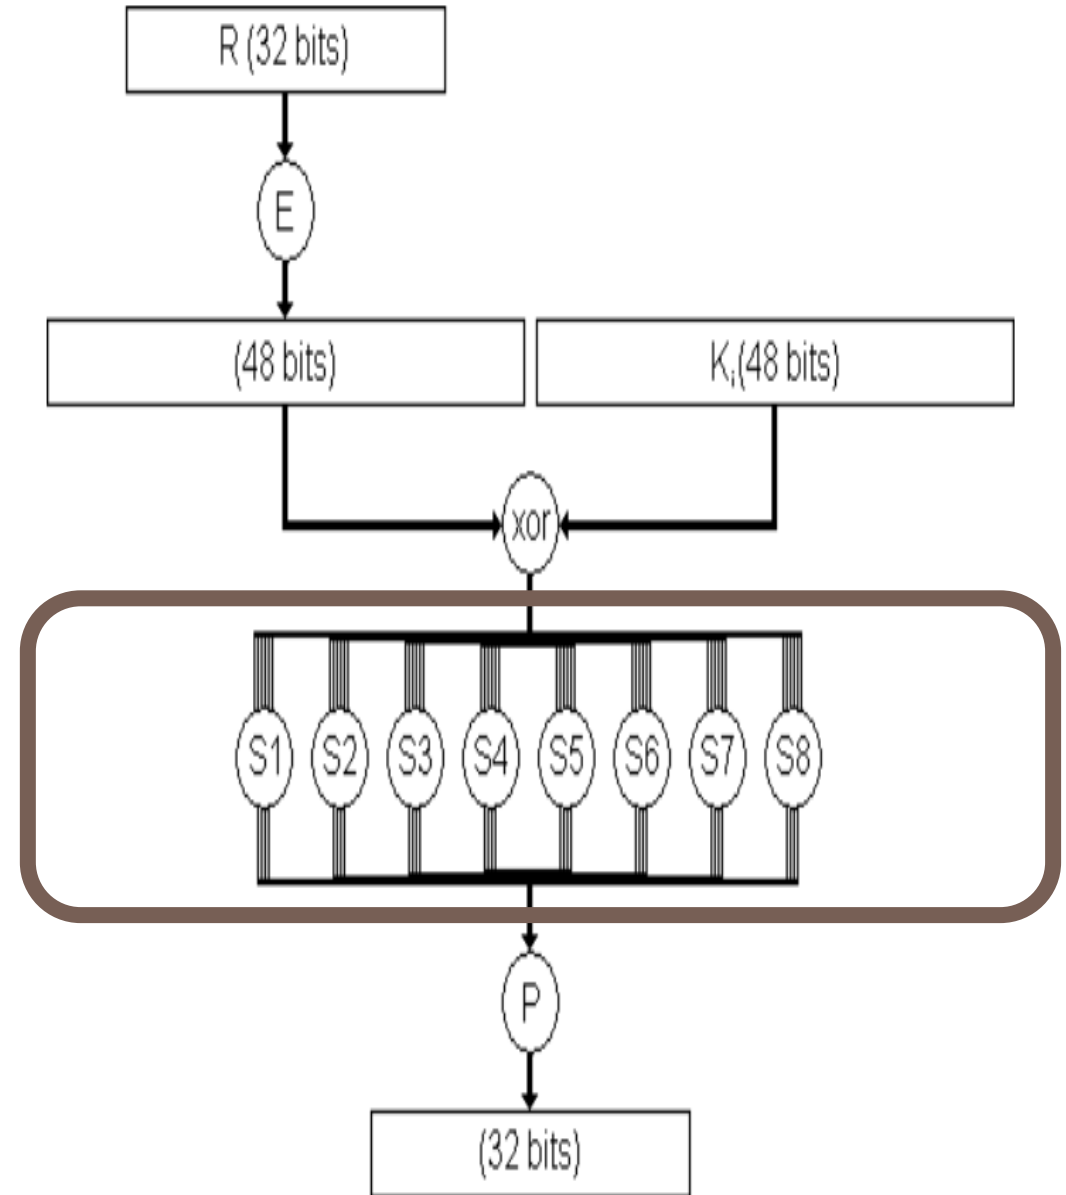 R (32 bits)
E
(48 bits)
Ki(48 bits)
xor
S1 S2 S3 S4 S5 S6 S7 S8
P
(32 bits)